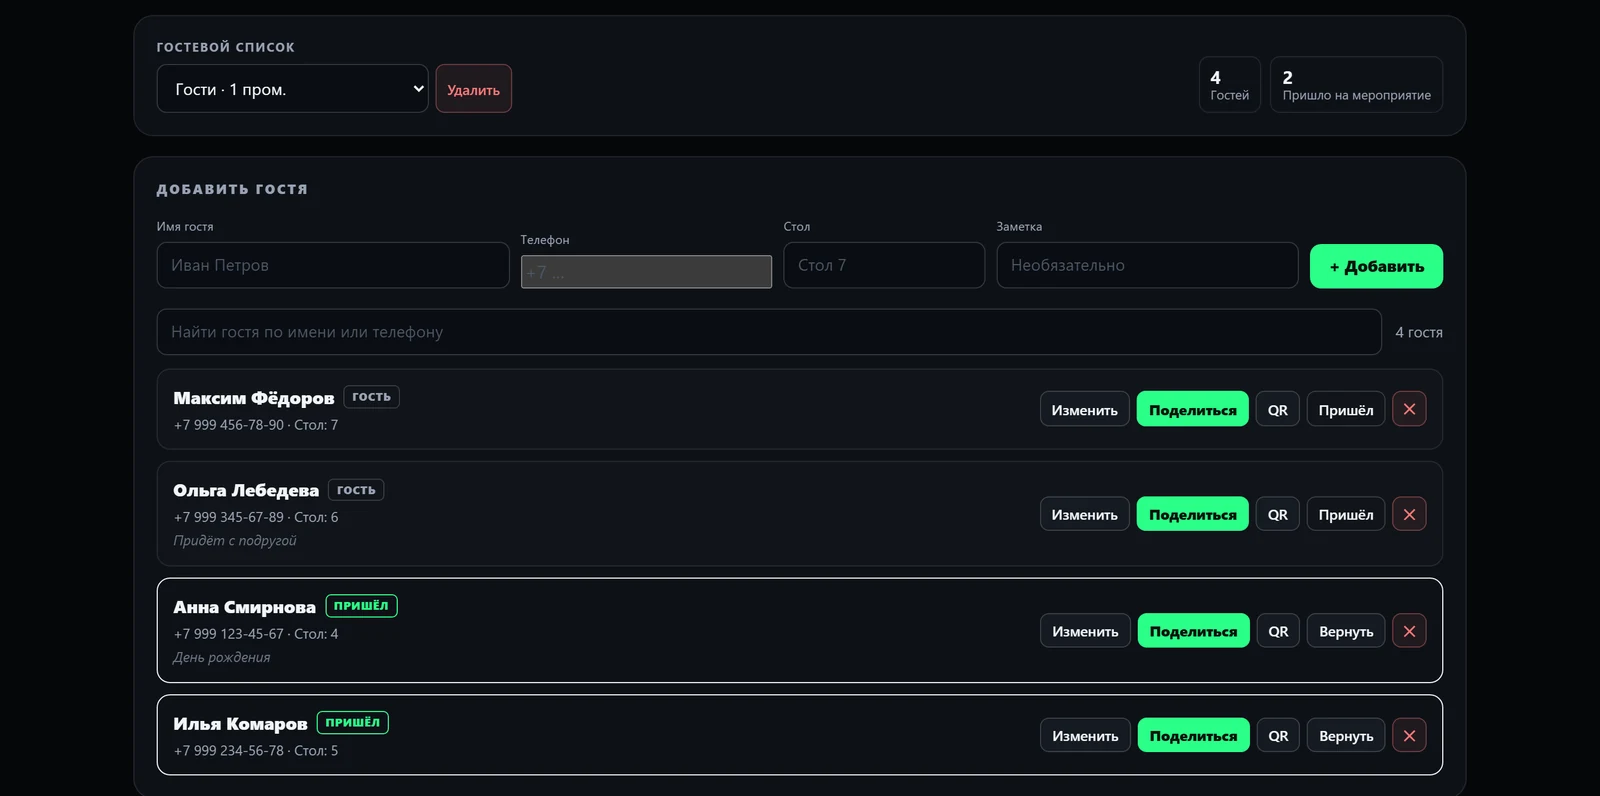 ГОСТЕВОЙ СПИСОК
Гости · 1 пром.
Удалить
4
Гостей
2
Пришло на мероприятие
ДОБАВИТЬ ГОСТЯ
Имя гостя
Телефон
Стол
Заметка
Иван Петров
+7 ...
Стол 7
Необязательно
+ Добавить
Найти гостя по имени или телефону
4 гостя
Максим Фёдоров ГОСТЬ
+7 999 456-78-90 · Стол: 7
Изменить Поделиться QR Пришёл ✕
Ольга Лебедева ГОСТЬ
+7 999 345-67-89 · Стол: 6
Придёт с подругой
Изменить Поделиться QR Пришёл ✕
Анна Смирнова ПРИШЁЛ
+7 999 123-45-67 · Стол: 4
День рождения
Изменить Поделиться QR Вернуть ✕
Илья Комаров ПРИШЁЛ
+7 999 234-56-78 · Стол: 5
Изменить Поделиться QR Вернуть ✕